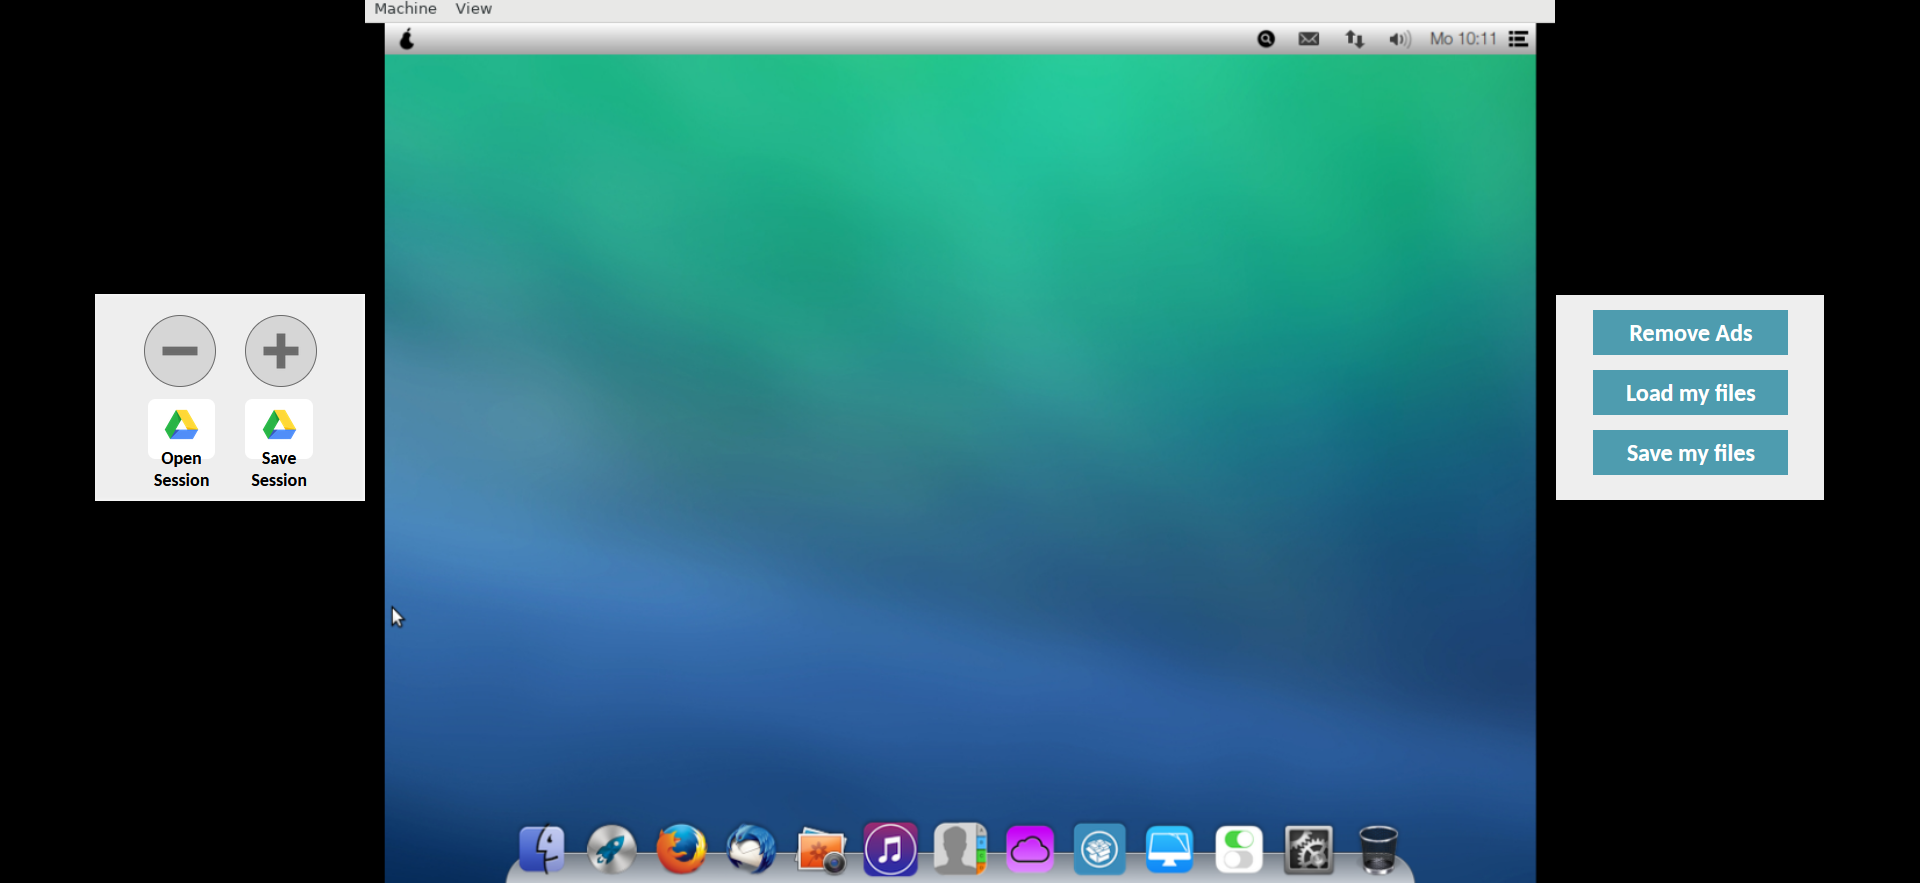 Machine View
Mo 10:11
Open
Session
Save
Session
Remove Ads
Load my files
Save my files